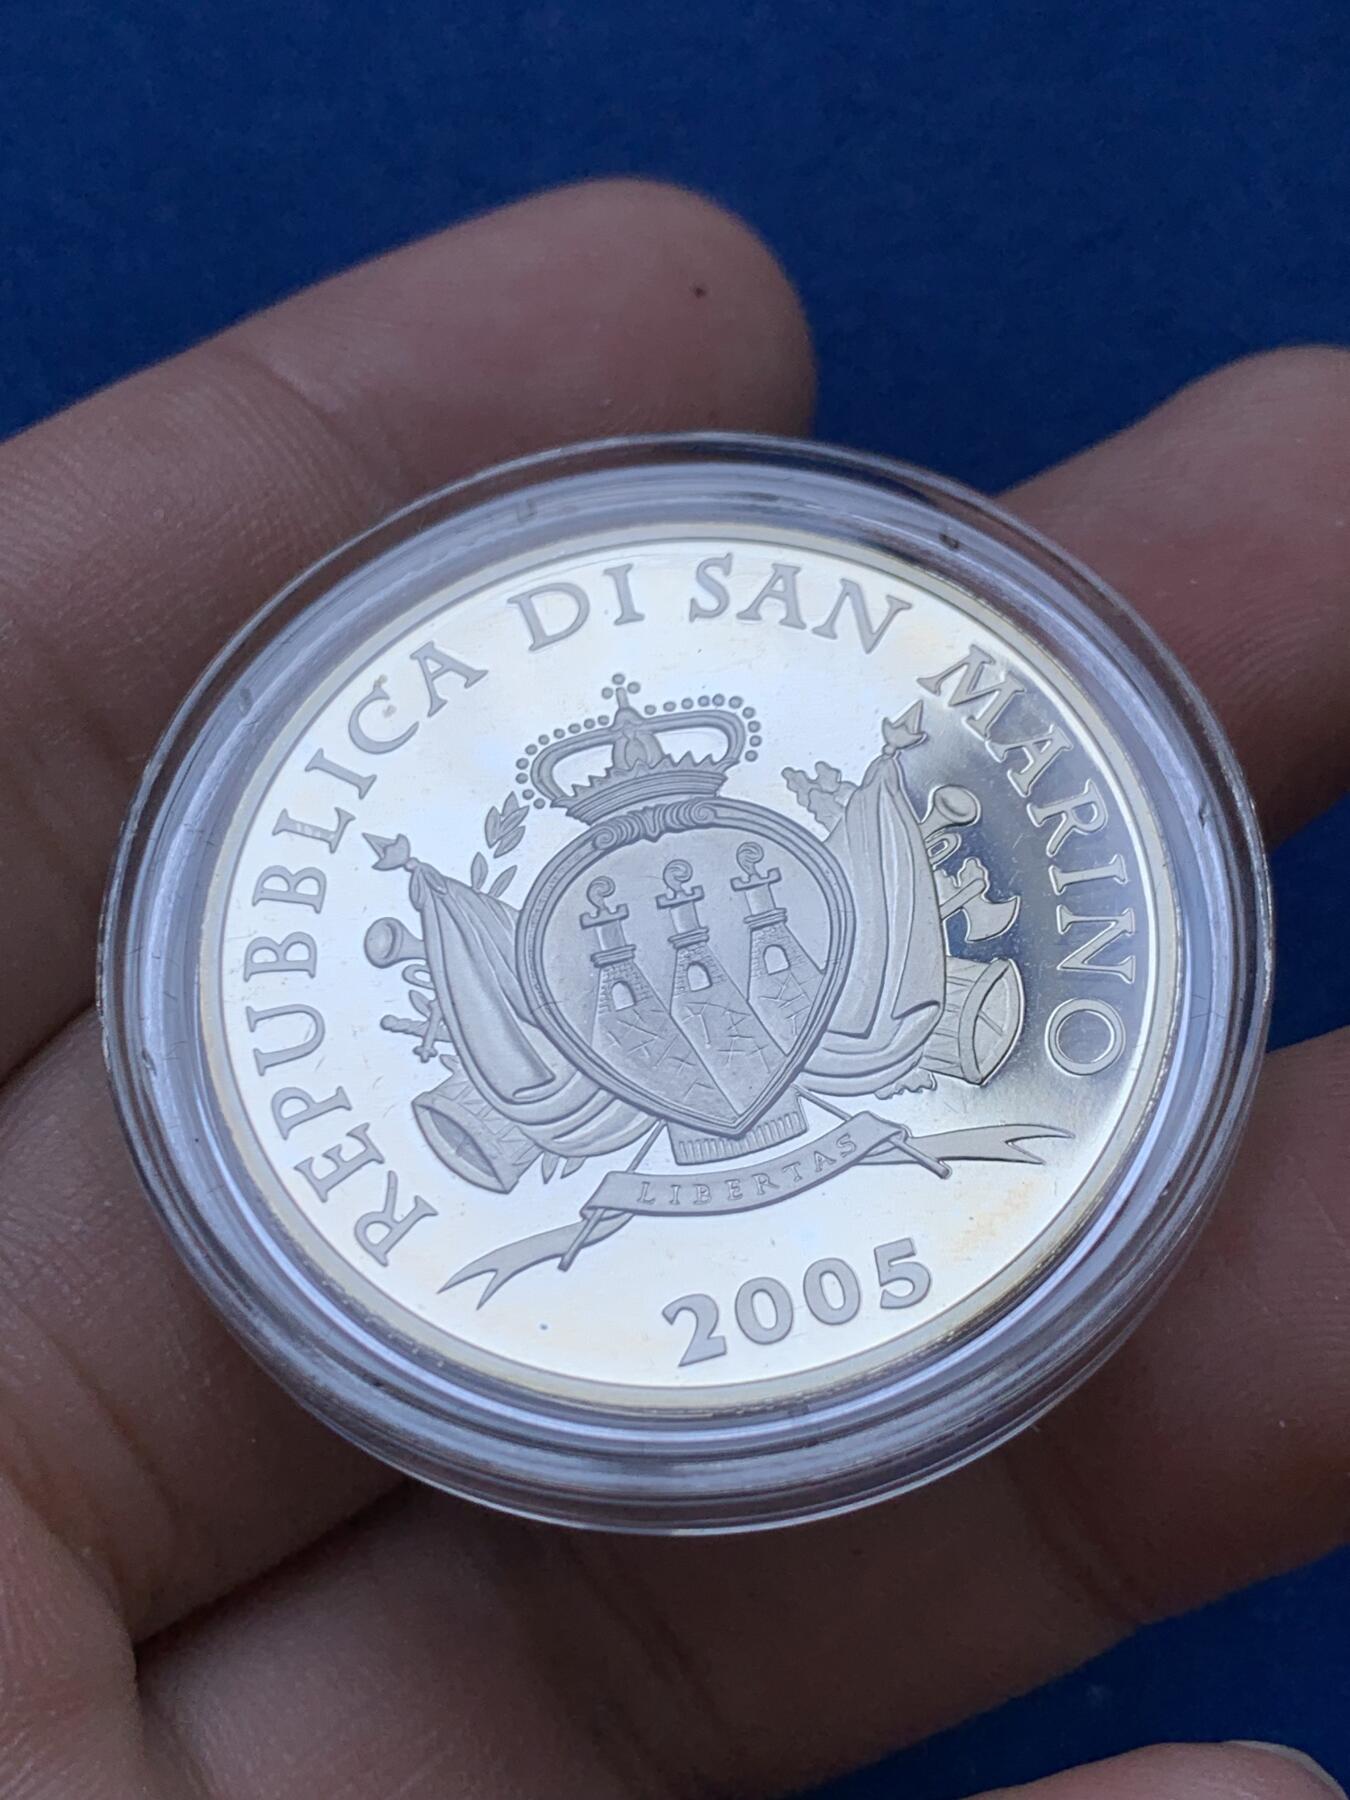 REPUBBLICA DI SAN MARINO
LIBERTAS
2005